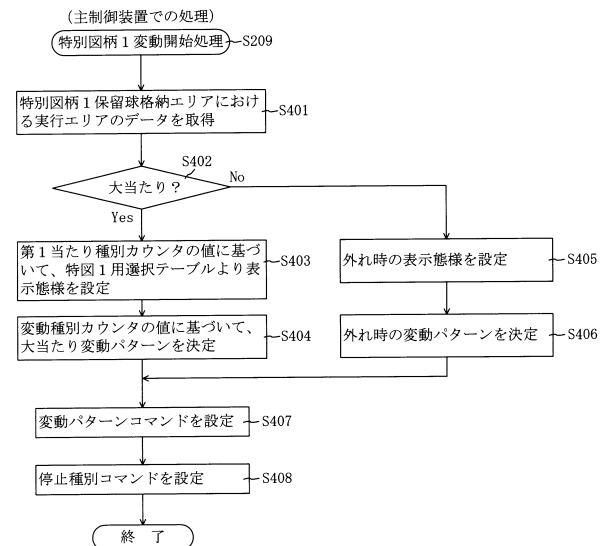 (主制御装置での処理)
特別図柄1変動開始処理
S209
特別図柄1保留球格納エリアにおけ
る実行エリアのデータを取得
S401
S402
大当たり?
No
Yes
第1当たり種別カウンタの値に基づ
いて、特図1用選択テーブルより表
示態様を設定
S403
外れ時の表示態様を設定
S405
変動種別カウンタの値に基づいて、
大当たり変動パターンを決定
S404
外れ時の変動パターンを決定
S406
変動パターンコマンドを設定
S407
停止種別コマンドを設定
S408
終 了